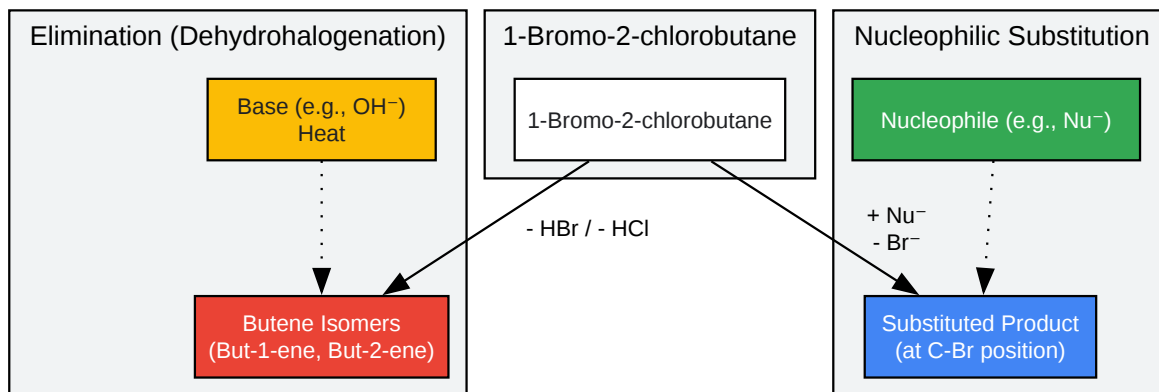 Elimination (Dehydrohalogenation)
1-Bromo-2-chlorobutane
Nucleophilic Substitution
Base (e.g., OH⁻)
Heat
1-Bromo-2-chlorobutane
Nucleophile (e.g., Nu⁻)
- HBr / - HCl
+ Nu⁻
- Br⁻
Butene Isomers
(But-1-ene, But-2-ene)
Substituted Product
(at C-Br position)